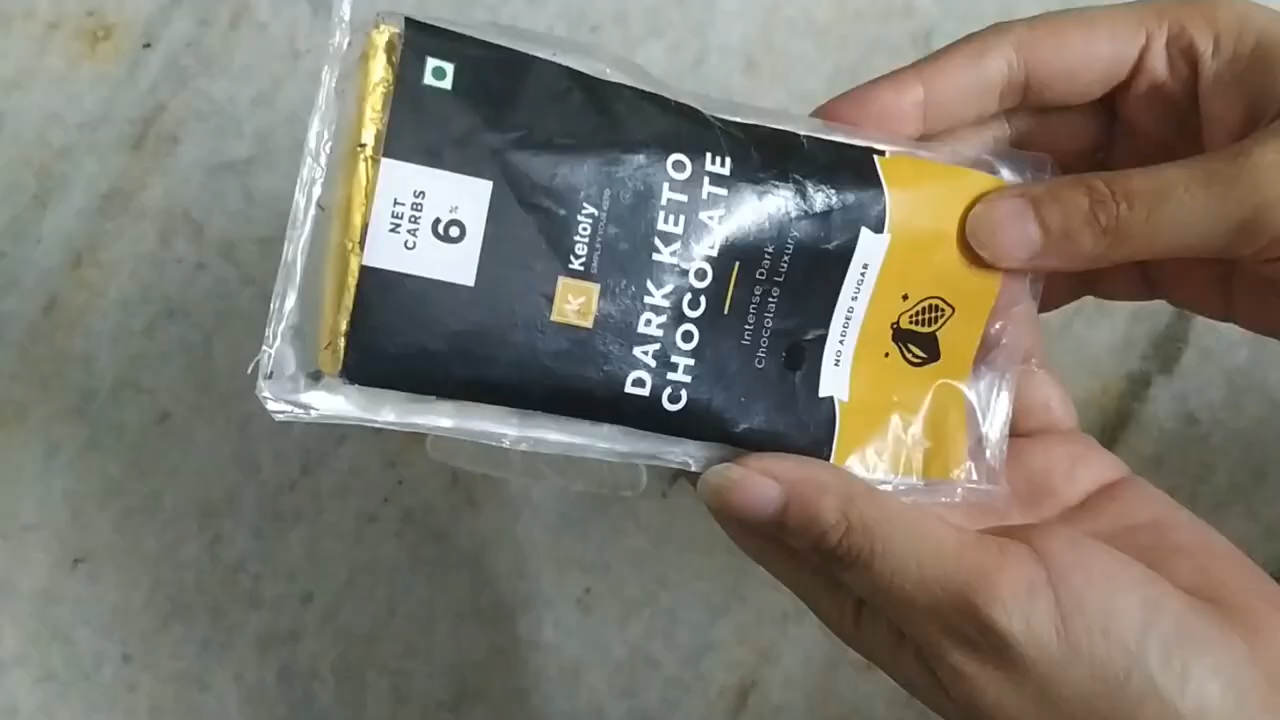 NET
CARBS
6%
K
Ketofy
SIMPLIFY YOUR KETO
DARK KETO
CHOCOLATE
Intense Dark
Chocolate Luxury
NO ADDED SUGAR